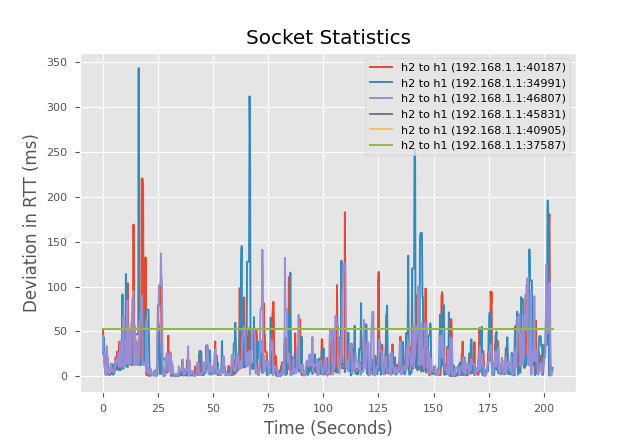 Socket Statistics
h2 to h1 (192.168.1.1:40187)
h2 to h1 (192.168.1.1:34991)
h2 to h1 (192.168.1.1:46807)
h2 to h1 (192.168.1.1:45831)
h2 to h1 (192.168.1.1:40905)
h2 to h1 (192.168.1.1:37587)
Deviation in RTT (ms)
350
300
250
200
150
100
50
0
0 25 50 75 100 125 150 175 200
Time (Seconds)